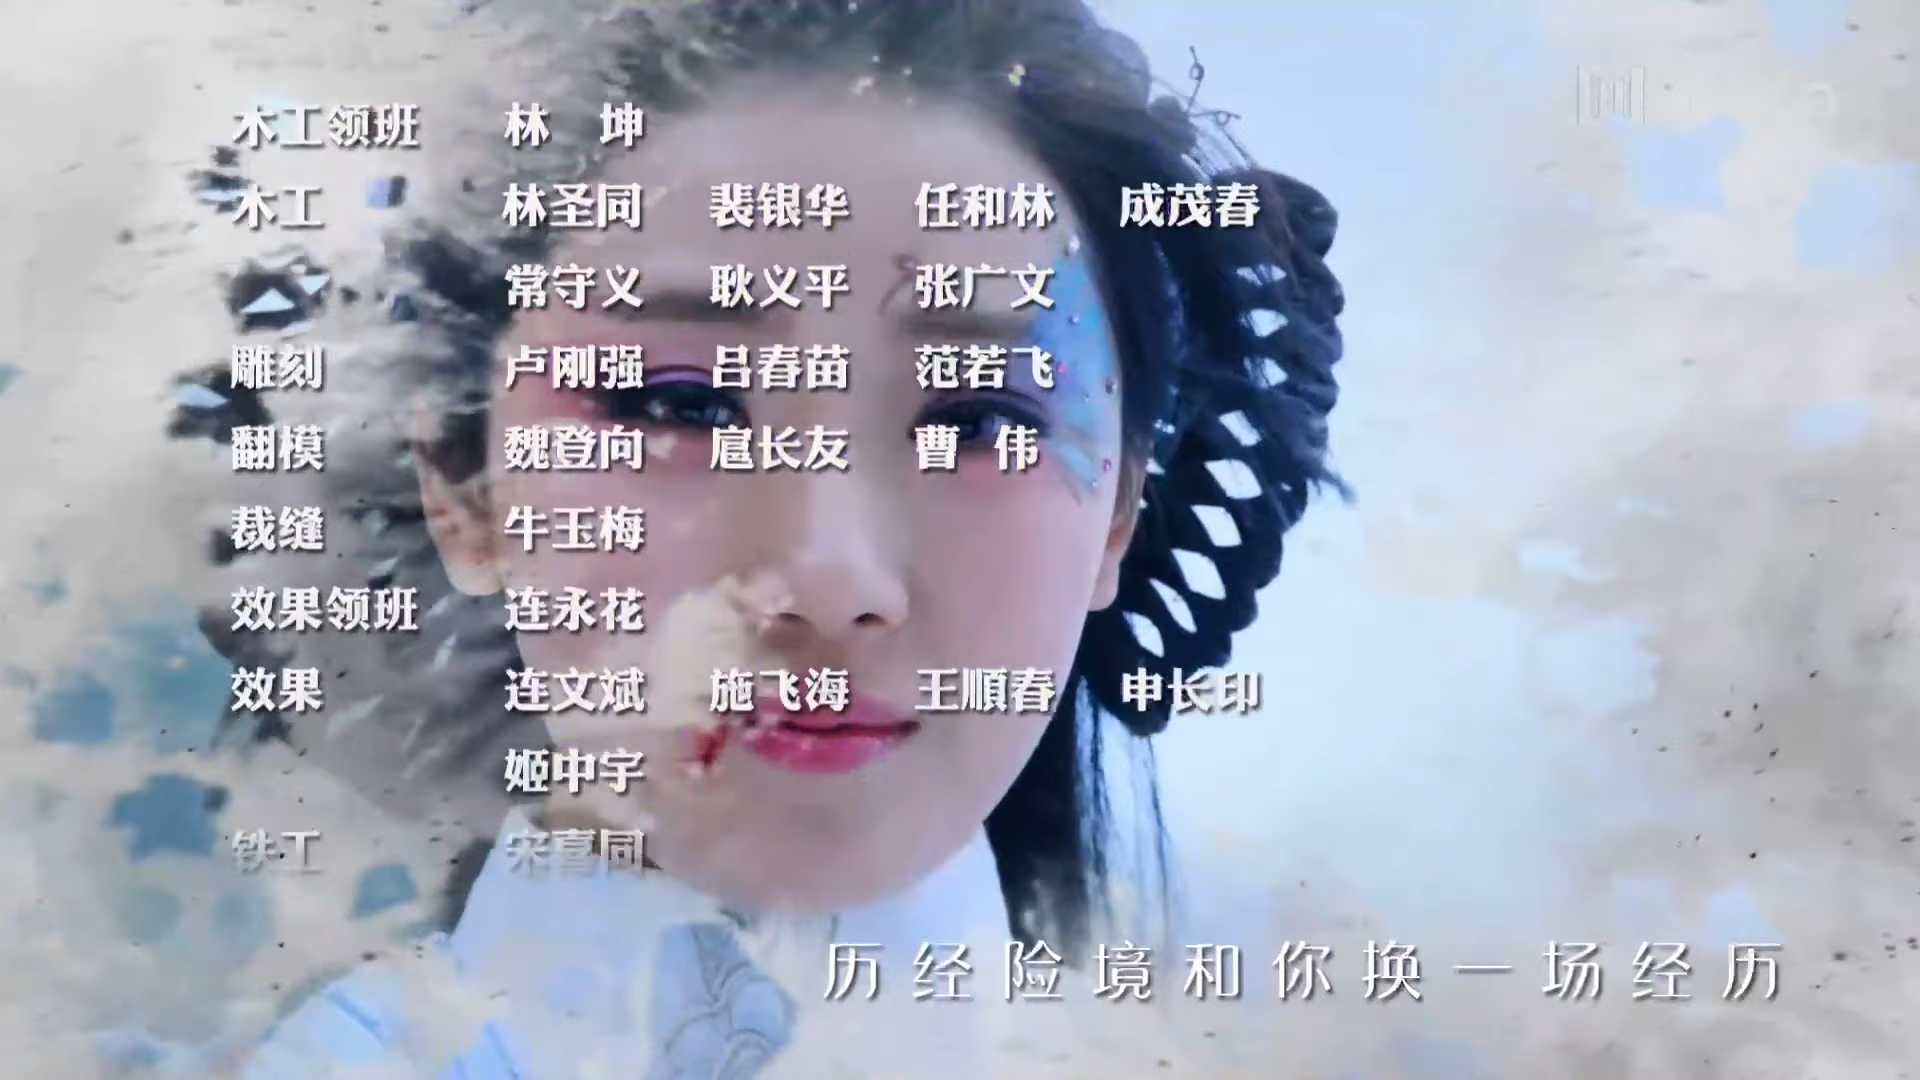 木工领班 林 坤
木工 林圣同 裴银华 任和林 成茂春
常守义 耿义平 张广文
雕刻 卢刚强 吕春苗 范若飞
翻模 魏登向 扈长友 曹 伟
裁缝 牛玉梅
效果领班 连永花
效果 连文斌 施飞海 王順春 申长印
姬中宇
铁工 宋喜同
历经险境和你换一场经历